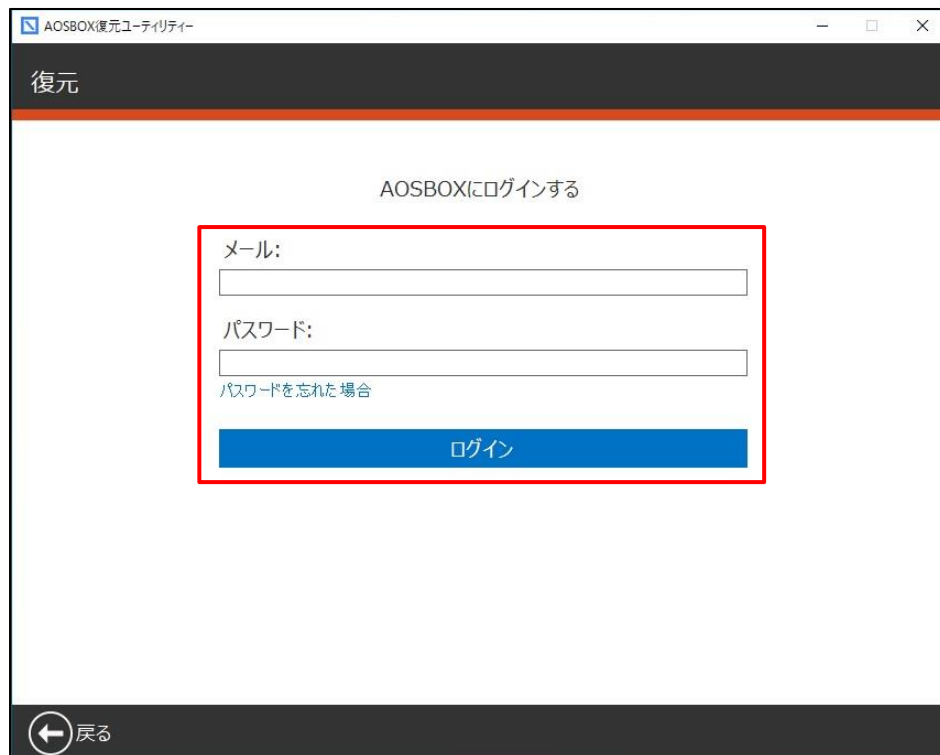 AOSBOX復元ユーティリティー
復元
AOSBOXにログインする
メール:
パスワード:
パスワードを忘れた場合
ログイン
戻る